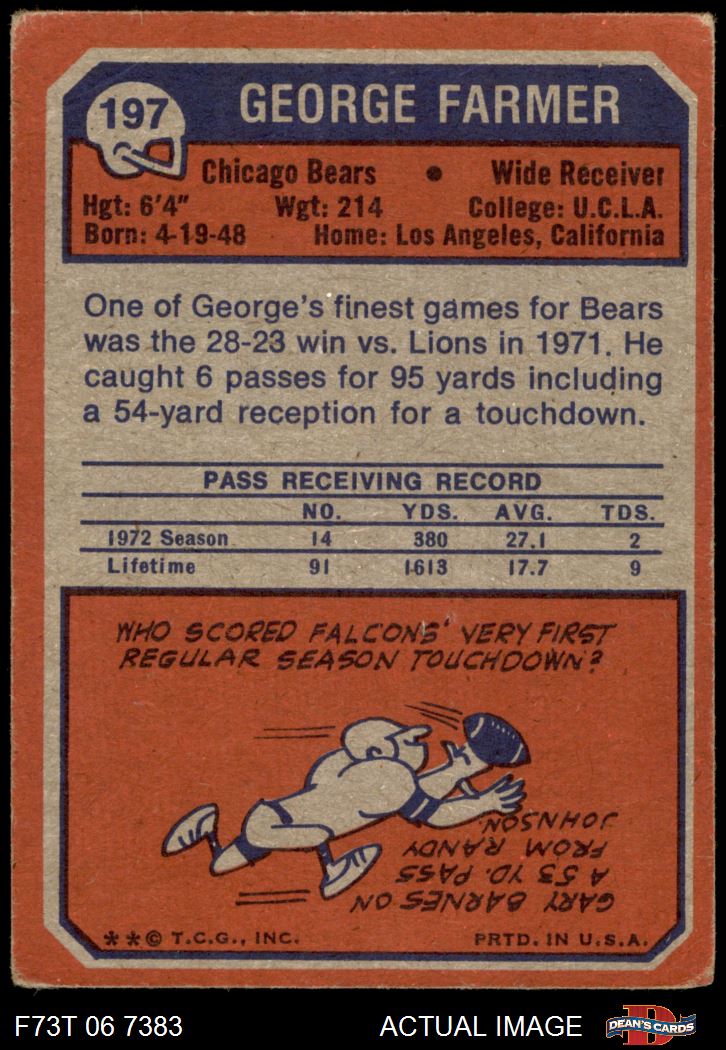 197
GEORGE FARMER
Chicago Bears • Wide Receiver
Hgt: 6'4" Wgt: 214 College: U.C.L.A.
Born: 4-19-48 Home: Los Angeles, California
One of George's finest games for Bears
was the 28-23 win vs. Lions in 1971. He
caught 6 passes for 95 yards including
a 54-yard reception for a touchdown.
PASS RECEIVING RECORD
NO. YDS. AVG. TDS.
1972 Season 14 380 27.1 2
Lifetime 91 1613 17.7 9
WHO SCORED FALCONS' VERY FIRST
REGULAR SEASON TOUCHDOWN?
GARY BARNES ON
A 53 YD. PASS
FROM RANDY
JOHNSON.
**© T.C.G., INC. PRTD. IN U.S.A.
F73T 06 7383 ACTUAL IMAGE
D
DEAN'S CARDS